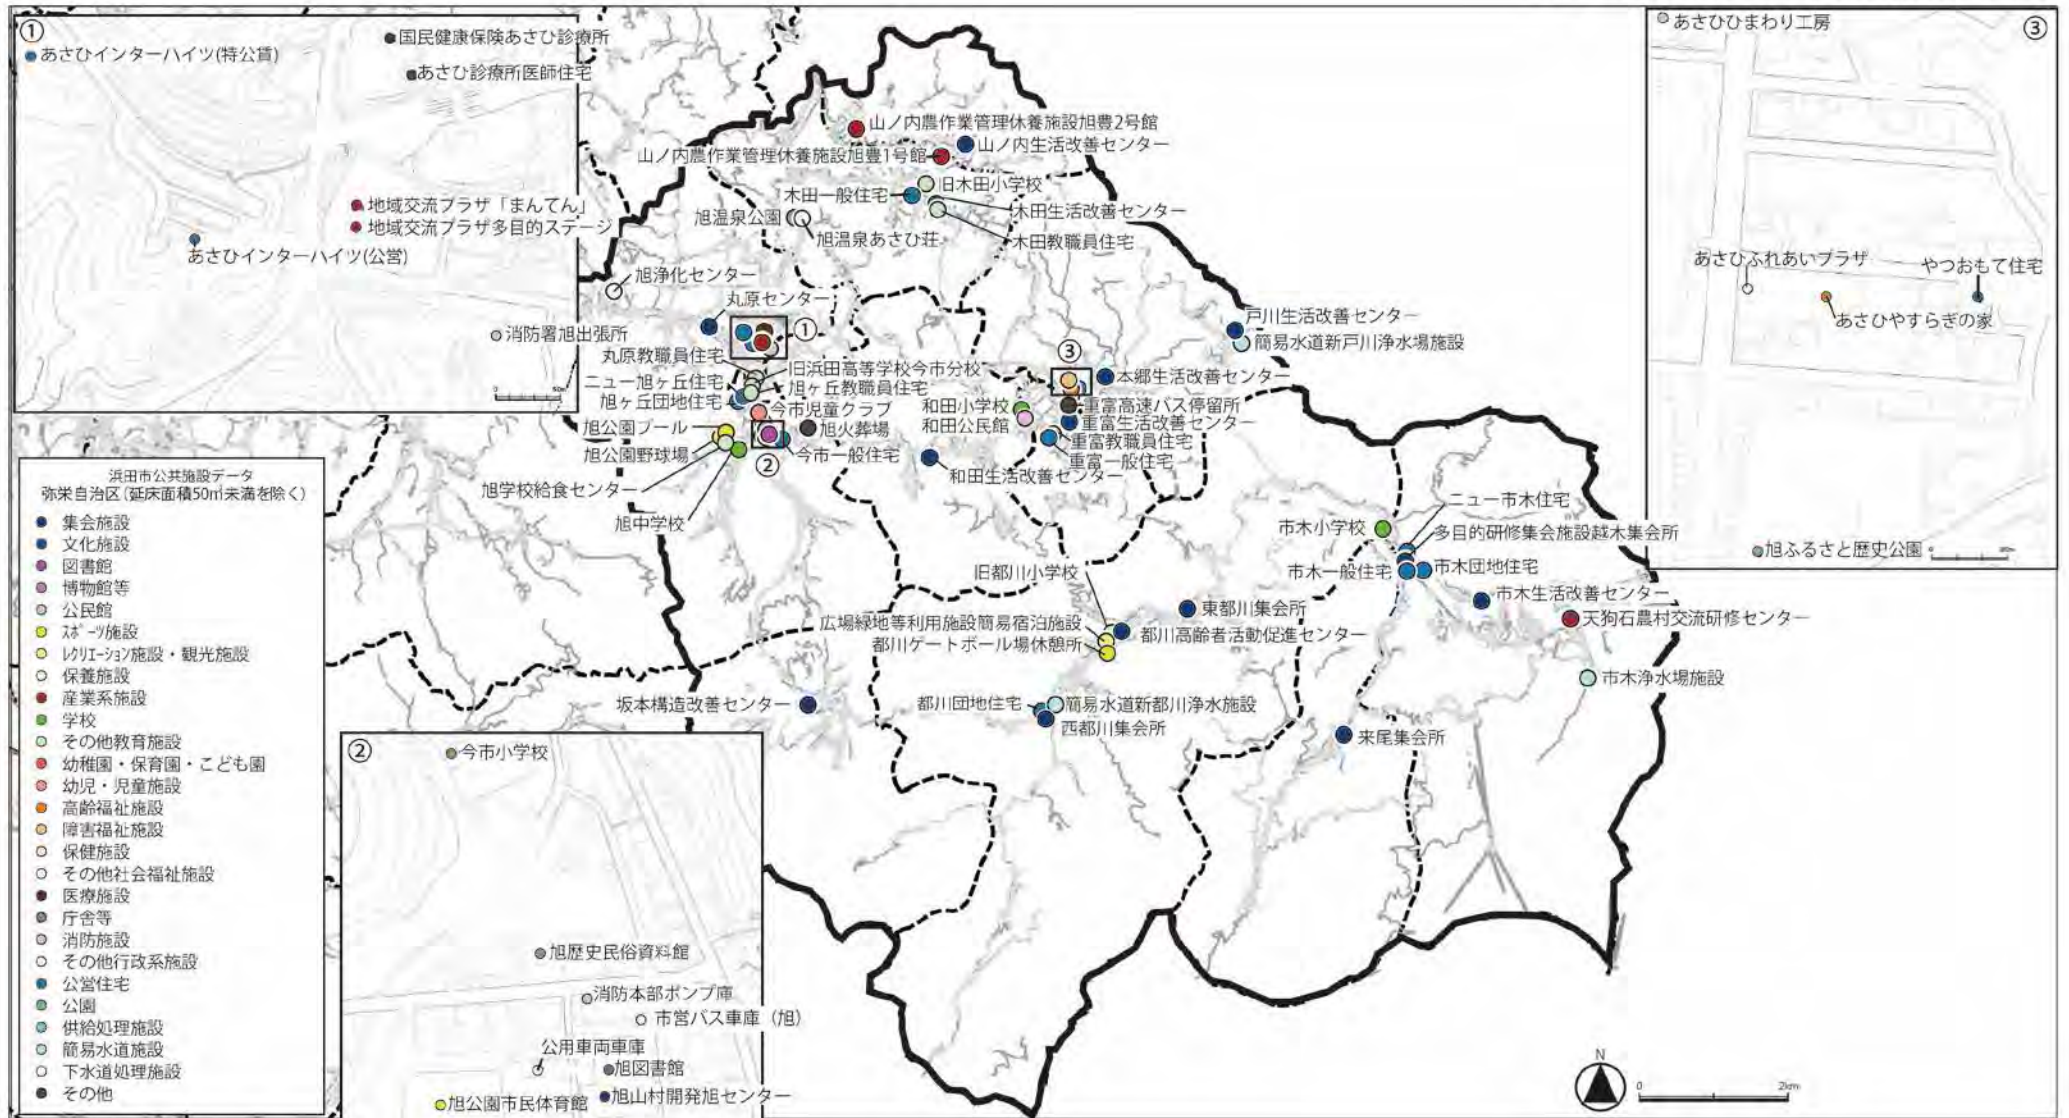 ①
あさひインターハイツ(特公賃)
国民健康保険あさひ診療所
あさひ診療所医師住宅
地域交流プラザ「まんてん」
地域交流プラザ多目的ステージ
あさひインターハイツ(公営)
消防署旭出張所
山ノ内農作業管理休養施設旭豊2号館
山ノ内生活改善センター
山ノ内農作業管理休養施設旭豊1号館
旧木田小学校
木田一般住宅
木田生活改善センター
旭温泉公園
木田教職員住宅
旭温泉あさひ荘
旭浄化センター
丸原センター
①
丸原教職員住宅
旧浜田高等学校今市分校
ニュー旭ヶ丘住宅
旭ヶ丘教職員住宅
旭ヶ丘団地住宅
今市児童クラブ
旭公園プール
旭火葬場
旭公園野球場
②
今市一般住宅
旭学校給食センター
旭中学校
戸川生活改善センター
簡易水道新戸川浄水場施設
③
本郷生活改善センター
和田小学校
重富高速バス停留所
和田公民館
重富生活改善センター
重富教職員住宅
重富一般住宅
和田生活改善センター
ニュー市木住宅
市木小学校
多目的研修集会施設越木集会所
市木一般住宅
市木団地住宅
市木生活改善センター
天狗石農村交流研修センター
市木浄水場施設
旧都川小学校
東都川集会所
広場緑地等利用施設簡易宿泊施設
都川高齢者活動促進センター
都川ゲートボール場休憩所
都川団地住宅
簡易水道新都川浄水施設
西都川集会所
坂本構造改善センター
来尾集会所
③
あさひひまわり工房
あさひふれあいプラザ
やつおもて住宅
あさひやすらぎの家
旭ふるさと歴史公園
浜田市公共施設データ
弥栄自治区(延床面積50㎡未満を除く)
集会施設
文化施設
図書館
博物館等
公民館
ｽﾎﾟｰﾂ施設
ﾚｸﾘｴｰｼｮﾝ施設・観光施設
保養施設
産業系施設
学校
その他教育施設
幼稚園・保育園・こども園
幼児・児童施設
高齢福祉施設
障害福祉施設
保健施設
その他社会福祉施設
医療施設
庁舎等
消防施設
その他行政系施設
公営住宅
公園
供給処理施設
簡易水道施設
下水道処理施設
その他
②
今市小学校
旭歴史民俗資料館
消防本部ポンプ庫
市営バス車庫（旭）
公用車両車庫
旭図書館
旭山村開発旭センター
旭公園市民体育館
N
0 2km